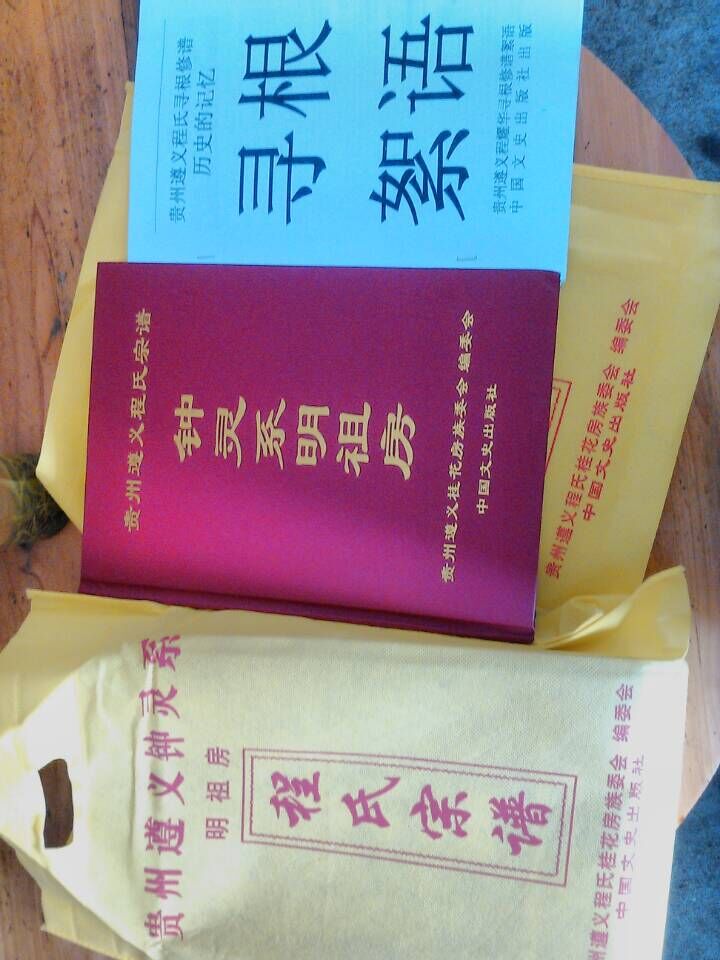 贵州遵义程氏寻根修谱
历史的记忆
寻根
絮语
贵州遵义程耀华寻根修谱絮语
中国文史出版社出版
贵州遵义程氏宗谱
钟灵系明祖房
贵州遵义桂花房族委会 编委会
中国文史出版社
贵州遵义程氏桂花房族委会 编委会
中国文史出版社
贵州遵义钟灵系
明祖房
程氏宗谱
州遵义程氏桂花房族委会 编委会
中国文史出版社